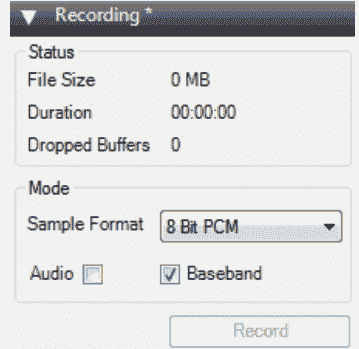 Recording *
Status
File Size 0 MB
Duration 00:00:00
Dropped Buffers 0
Mode
Sample Format 8 Bit PCM
Audio Baseband
Record